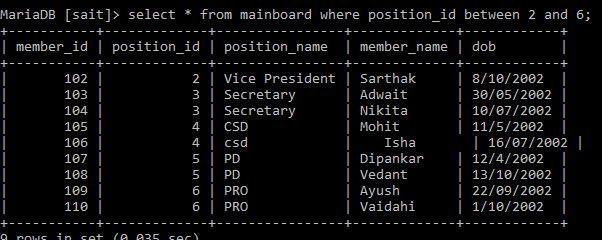 MariaDB [sait]> select * from mainboard where position_id between 2 and 6;
+-----------+-------------+----------------+-------------+------------+
| member_id | position_id | position_name  | member_name | dob        |
+-----------+-------------+----------------+-------------+------------+
|       102 |           2 | Vice President | Sarthak     | 8/10/2002  |
|       103 |           3 | Secretary      | Adwait      | 30/05/2002 |
|       104 |           3 | Secretary      | Nikita      | 10/07/2002 |
|       105 |           4 | CSD            | Mohit       | 11/5/2002  |
|       106 |           4 | csd            |    Isha       | 16/07/2002 |
|       107 |           5 | PD             | Dipankar    | 12/4/2002  |
|       108 |           5 | PD             | Vedant      | 13/10/2002 |
|       109 |           6 | PRO            | Ayush       | 22/09/2002 |
|       110 |           6 | PRO            | Vaidahi     | 1/10/2002  |
+-----------+-------------+----------------+-------------+------------+
9 rows in set (0.035 sec)